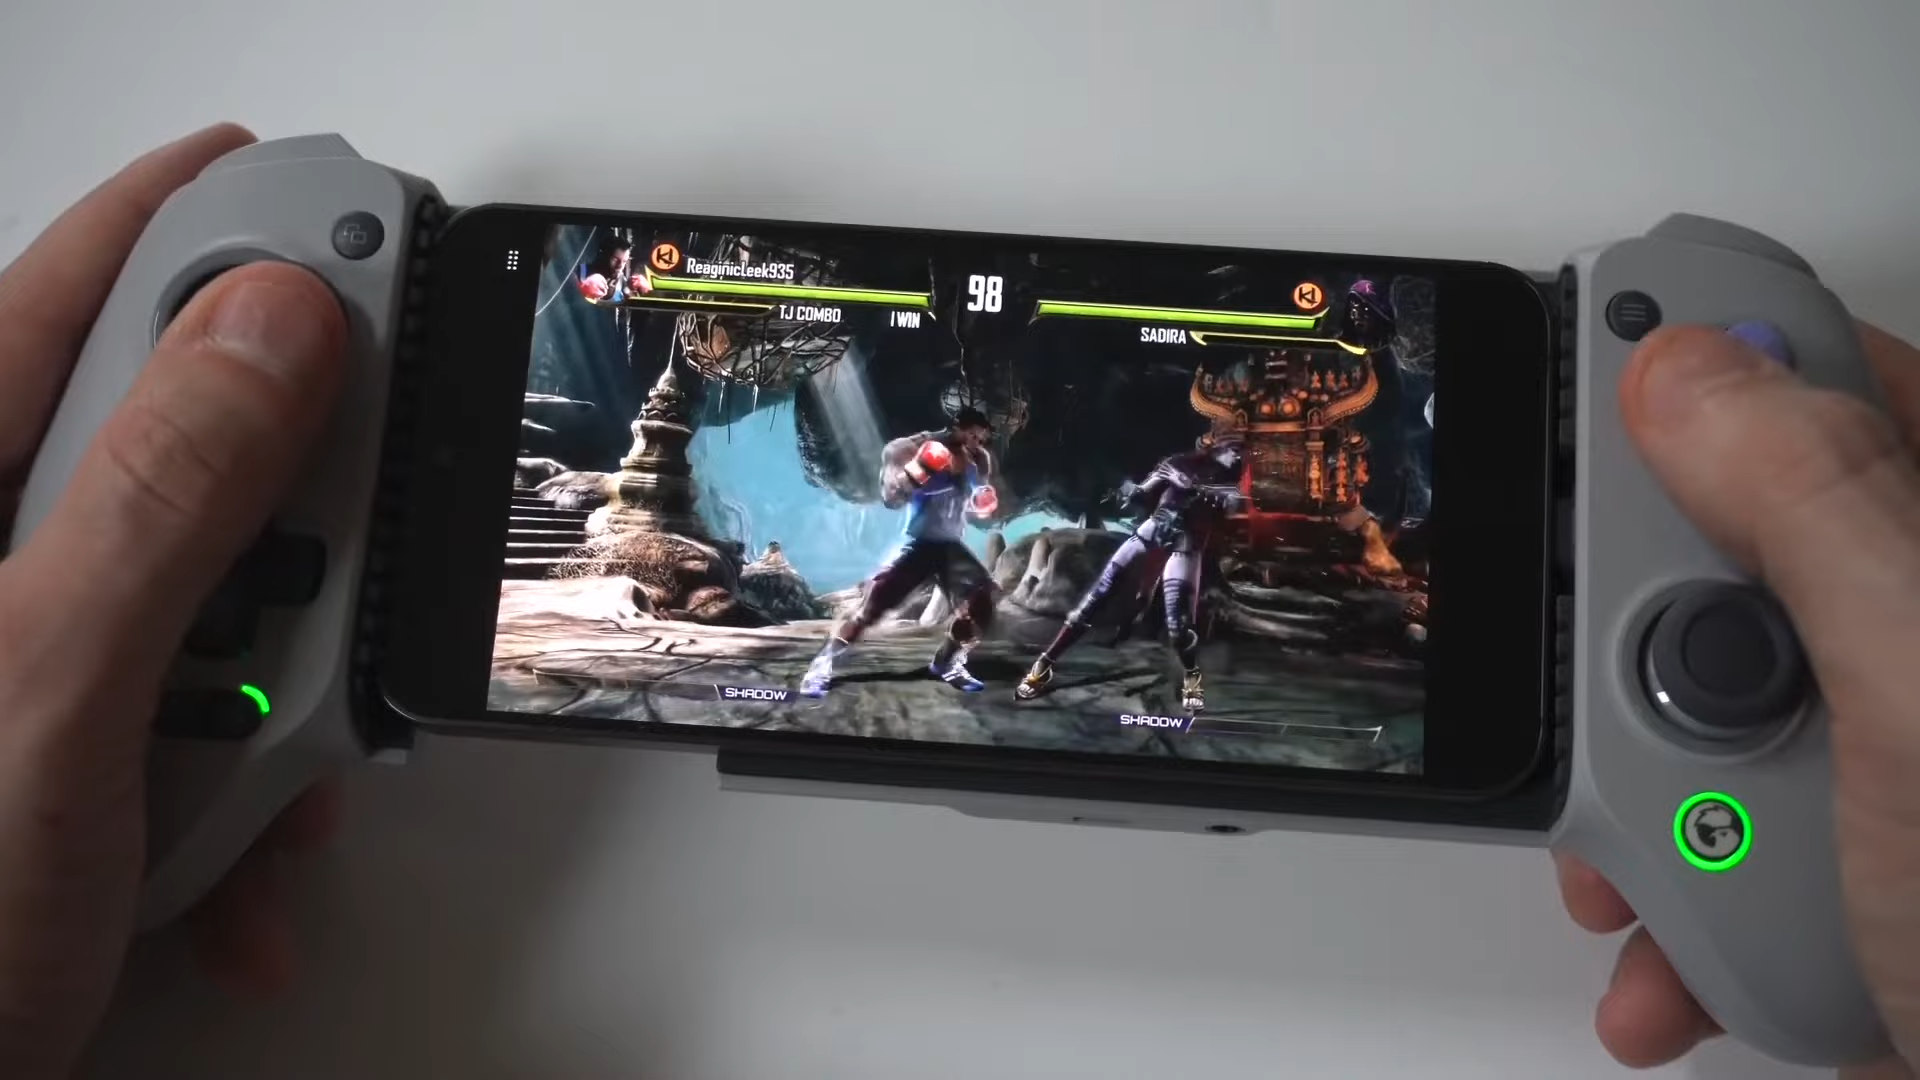 ReaginicLeek935
98
TJ COMBO
1 WIN
SADIRA
SHADOW
SHADOW